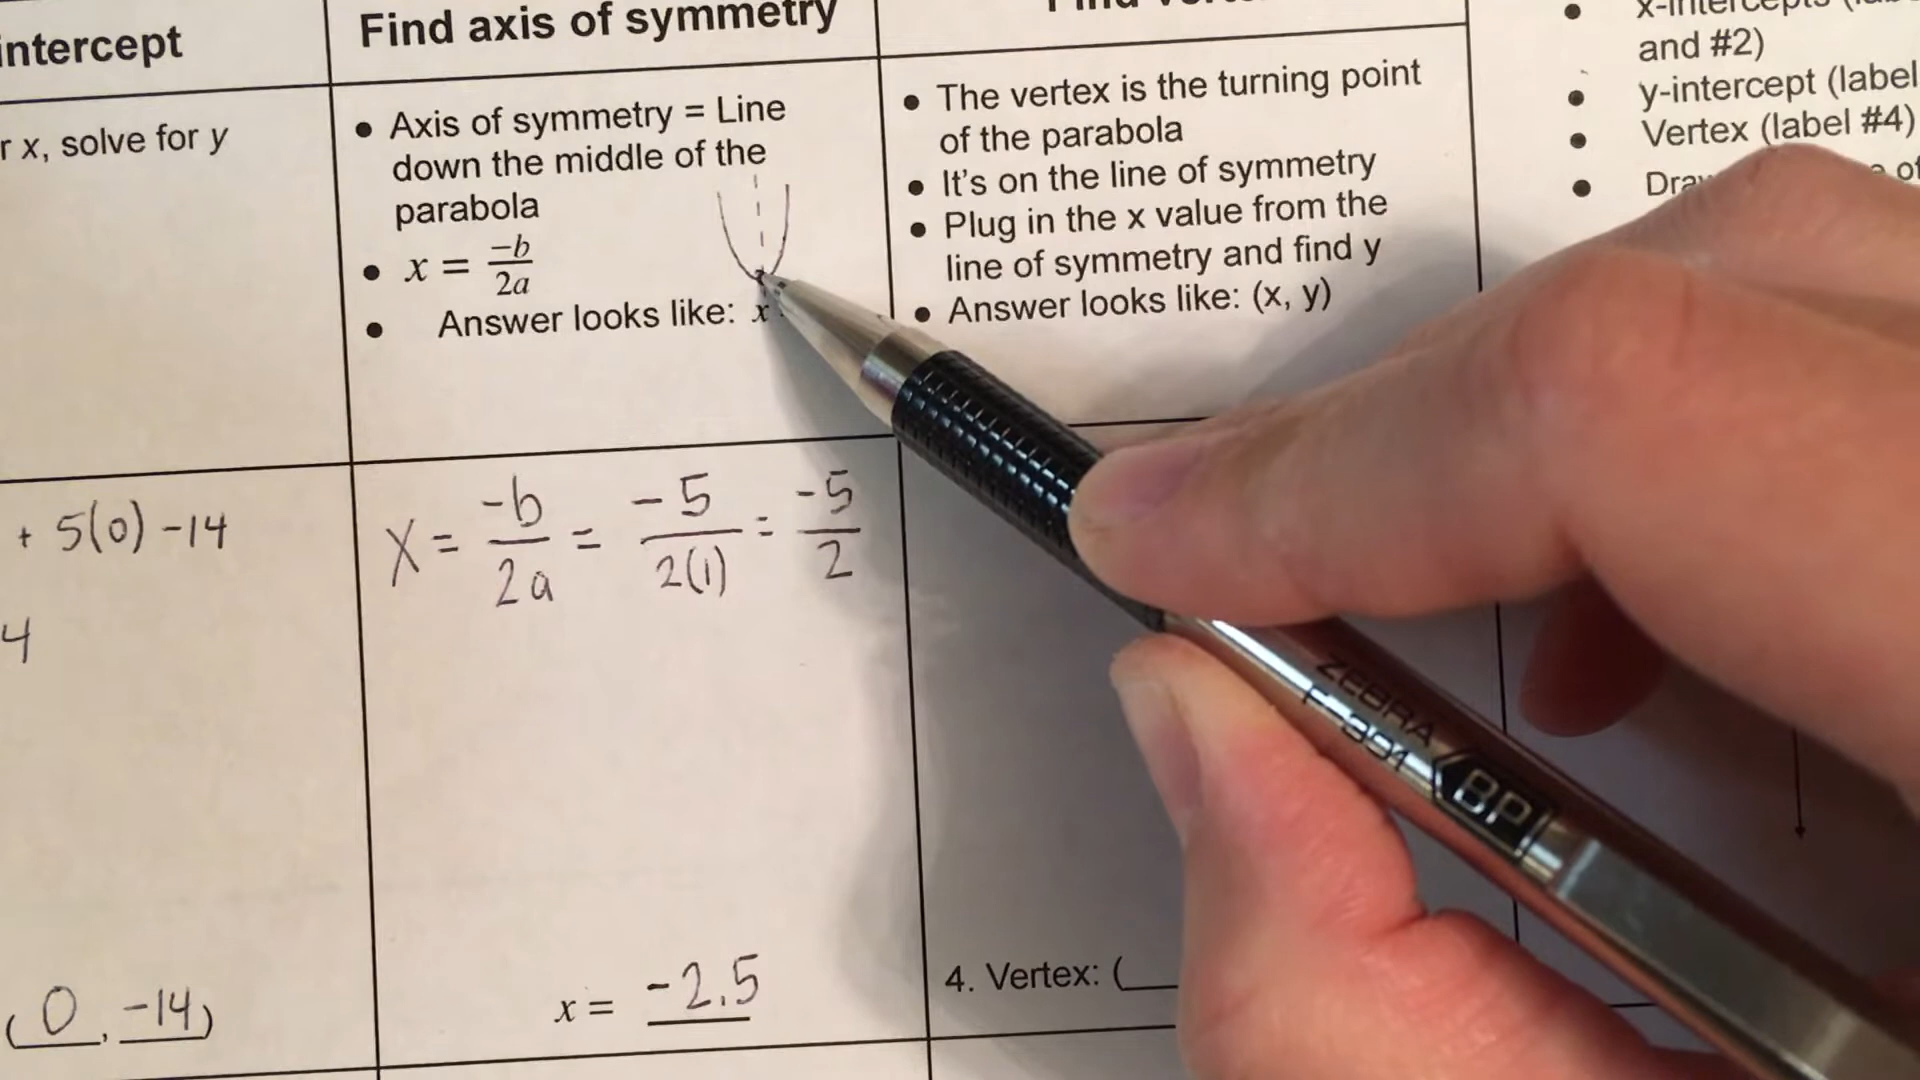 intercept
Find axis of symmetry
r x, solve for y
• Axis of symmetry = Line
down the middle of the
parabola
• x = -b/2a
• Answer looks like: x
• The vertex is the turning point
of the parabola
• It's on the line of symmetry
• Plug in the x value from the
line of symmetry and find y
• Answer looks like: (x, y)
• x-intercepts
and #2)
• y-intercept (label
• Vertex (label #4)
•
+ 5(0) -14
4
X = -b/2a = -5/2(1) = -5/2
(0, -14)
x = -2.5
4. Vertex: (
ZEBRA
F-301
BP